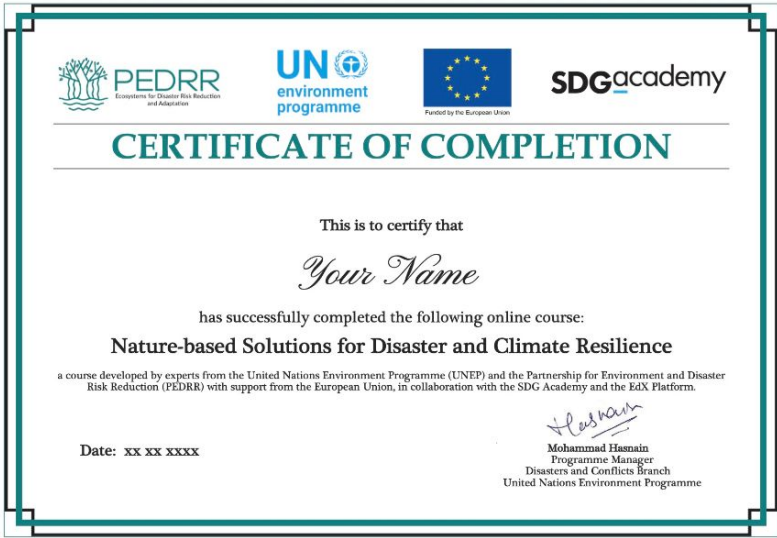 PEDRR
Ecosystems for Disaster Risk Reduction
and Adaptation
UN
environment
programme
Funded by the European Union
SDGacademy
CERTIFICATE OF COMPLETION
This is to certify that
Your Name
has successfully completed the following online course:
Nature-based Solutions for Disaster and Climate Resilience
a course developed by experts from the United Nations Environment Programme (UNEP) and the Partnership for Environment and Disaster
Risk Reduction (PEDRR) with support from the European Union, in collaboration with the SDG Academy and the EdX Platform.
Hasnain
Date: xx xx xxxx
Mohammad Hasnain
Programme Manager
Disasters and Conflicts Branch
United Nations Environment Programme